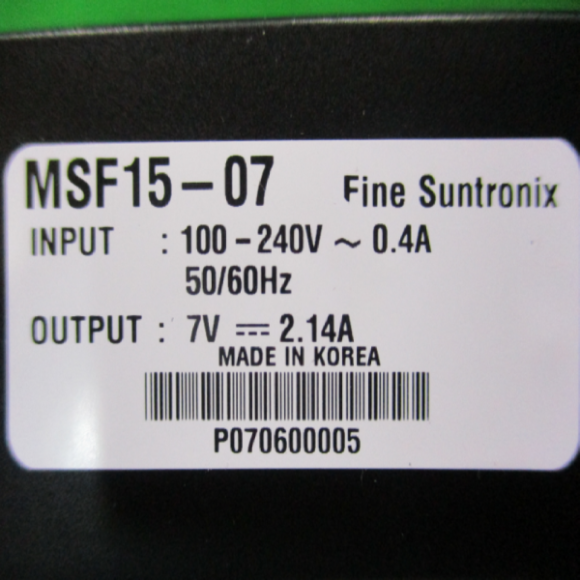 MSF15-07 Fine Suntronix
INPUT : 100-240V ~ 0.4A
50/60Hz
OUTPUT : 7V ⎓ 2.14A
MADE IN KOREA
P070600005